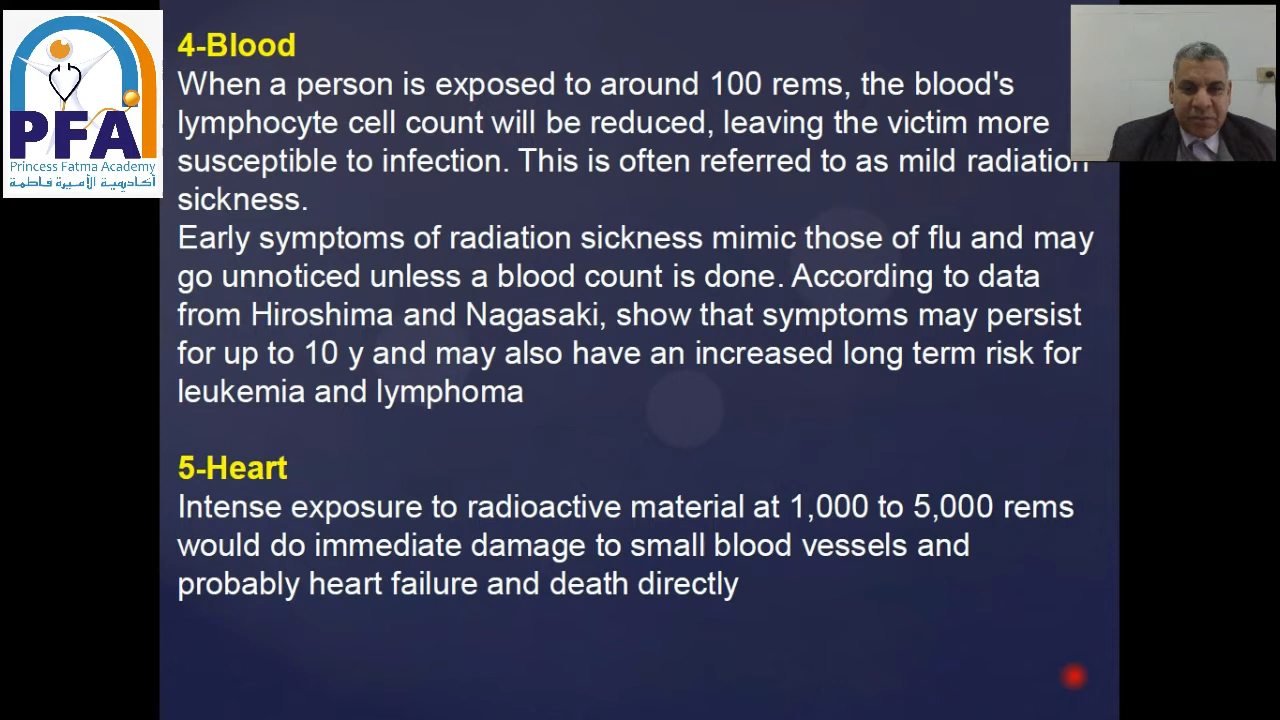 PFA
Princess Fatma Academy
أكاديمية الأميرة فاطمة
4-Blood
When a person is exposed to around 100 rems, the blood's
lymphocyte cell count will be reduced, leaving the victim more
susceptible to infection. This is often referred to as mild radiation
sickness.
Early symptoms of radiation sickness mimic those of flu and may
go unnoticed unless a blood count is done. According to data
from Hiroshima and Nagasaki, show that symptoms may persist
for up to 10 y and may also have an increased long term risk for
leukemia and lymphoma
5-Heart
Intense exposure to radioactive material at 1,000 to 5,000 rems
would do immediate damage to small blood vessels and
probably heart failure and death directly